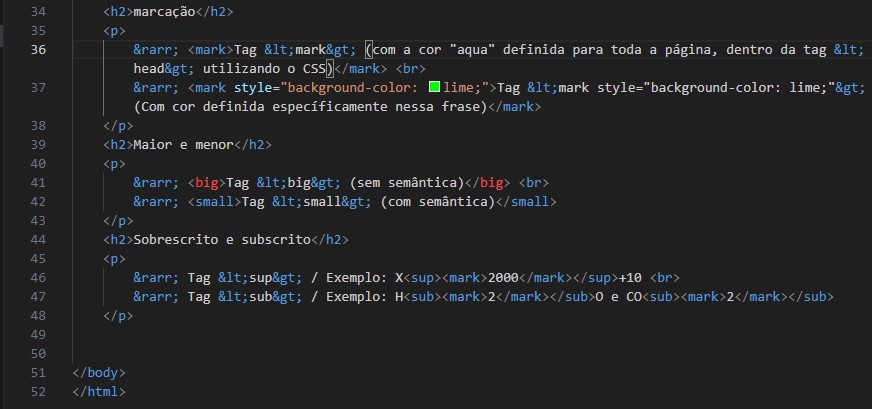 34 <h2>marcação</h2>
35 <p>
36 &rarr; <mark>Tag &lt;mark&gt; (com a cor "aqua" definida para toda a página, dentro da tag &lt;
head&gt; utilizando o CSS)</mark> <br>
37 &rarr; <mark style="background-color: lime;">Tag &lt;mark style="background-color: lime;"&gt;
(Com cor definida específicamente nessa frase)</mark>
38 </p>
39 <h2>Maior e menor</h2>
40 <p>
41 &rarr; <big>Tag &lt;big&gt; (sem semântica)</big> <br>
42 &rarr; <small>Tag &lt;small&gt; (com semântica)</small>
43 </p>
44 <h2>Sobrescrito e subscrito</h2>
45 <p>
46 &rarr; Tag &lt;sup&gt; / Exemplo: X<sup><mark>2000</mark></sup>+10 <br>
47 &rarr; Tag &lt;sub&gt; / Exemplo: H<sub><mark>2</mark></sub>O e CO<sub><mark>2</mark></sub>
48 </p>
49
50
51 </body>
52 </html>